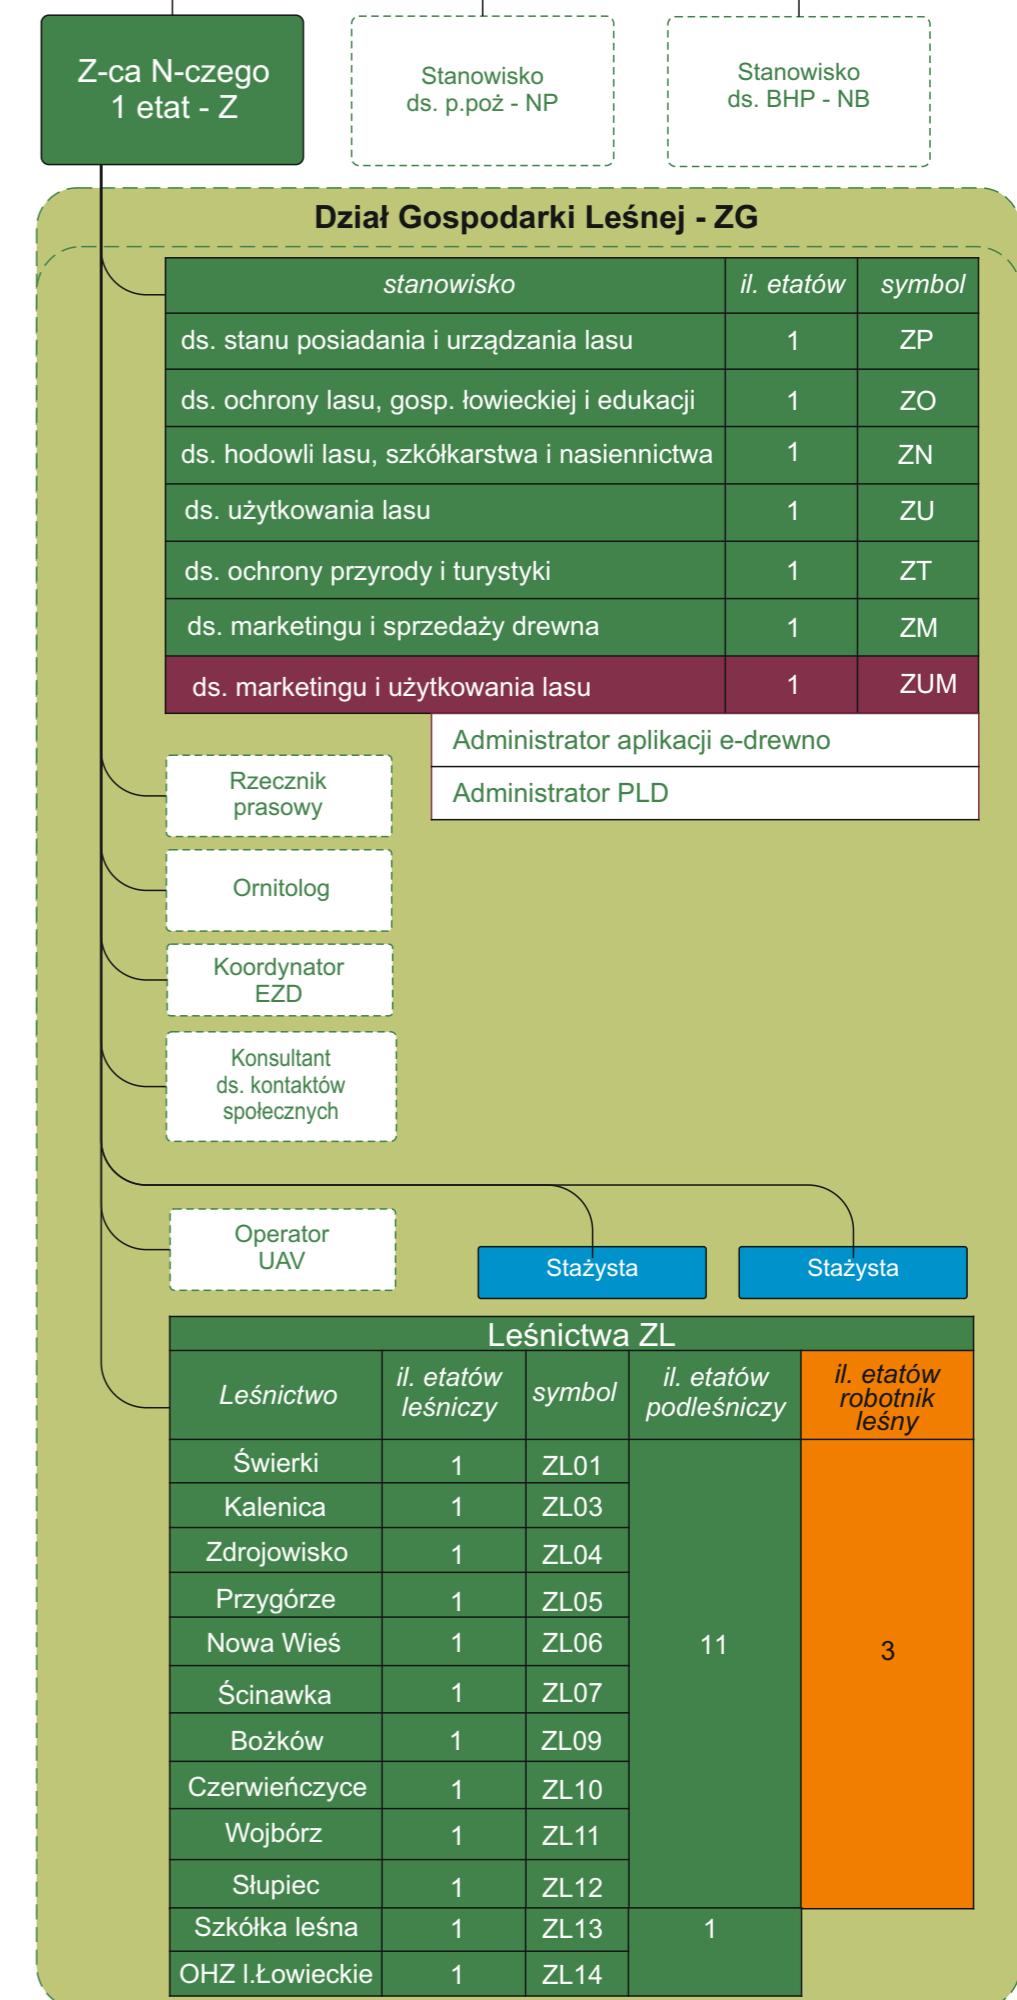 Z-ca N-czego
1 etat - Z
Stanowisko
ds. p.poż - NP
Stanowisko
ds. BHP - NB
Dział Gospodarki Leśnej - ZG
stanowisko il. etatów symbol
ds. stanu posiadania i urządzania lasu 1 ZP
ds. ochrony lasu, gosp. łowieckiej i edukacji 1 ZO
ds. hodowli lasu, szkółkarstwa i nasiennictwa 1 ZN
ds. użytkowania lasu 1 ZU
ds. ochrony przyrody i turystyki 1 ZT
ds. marketingu i sprzedaży drewna 1 ZM
ds. marketingu i użytkowania lasu 1 ZUM
Administrator aplikacji e-drewno
Administrator PLD
Rzecznik
prasowy
Ornitolog
Koordynator
EZD
Konsultant
ds. kontaktów
społecznych
Operator
UAV
Stażysta
Stażysta
Leśnictwa ZL
Leśnictwo
il. etatów
leśniczy
symbol
il. etatów
podleśniczy
il. etatów
robotnik
leśny
Świerki 1 ZL01
Kalenica 1 ZL03
Zdrojowisko 1 ZL04
Przygórze 1 ZL05
Nowa Wieś 1 ZL06 11 3
Ścinawka 1 ZL07
Bożków 1 ZL09
Czerwieńczyce 1 ZL10
Wojbórz 1 ZL11
Słupiec 1 ZL12
Szkółka leśna 1 ZL13 1
OHZ I.Łowieckie 1 ZL14